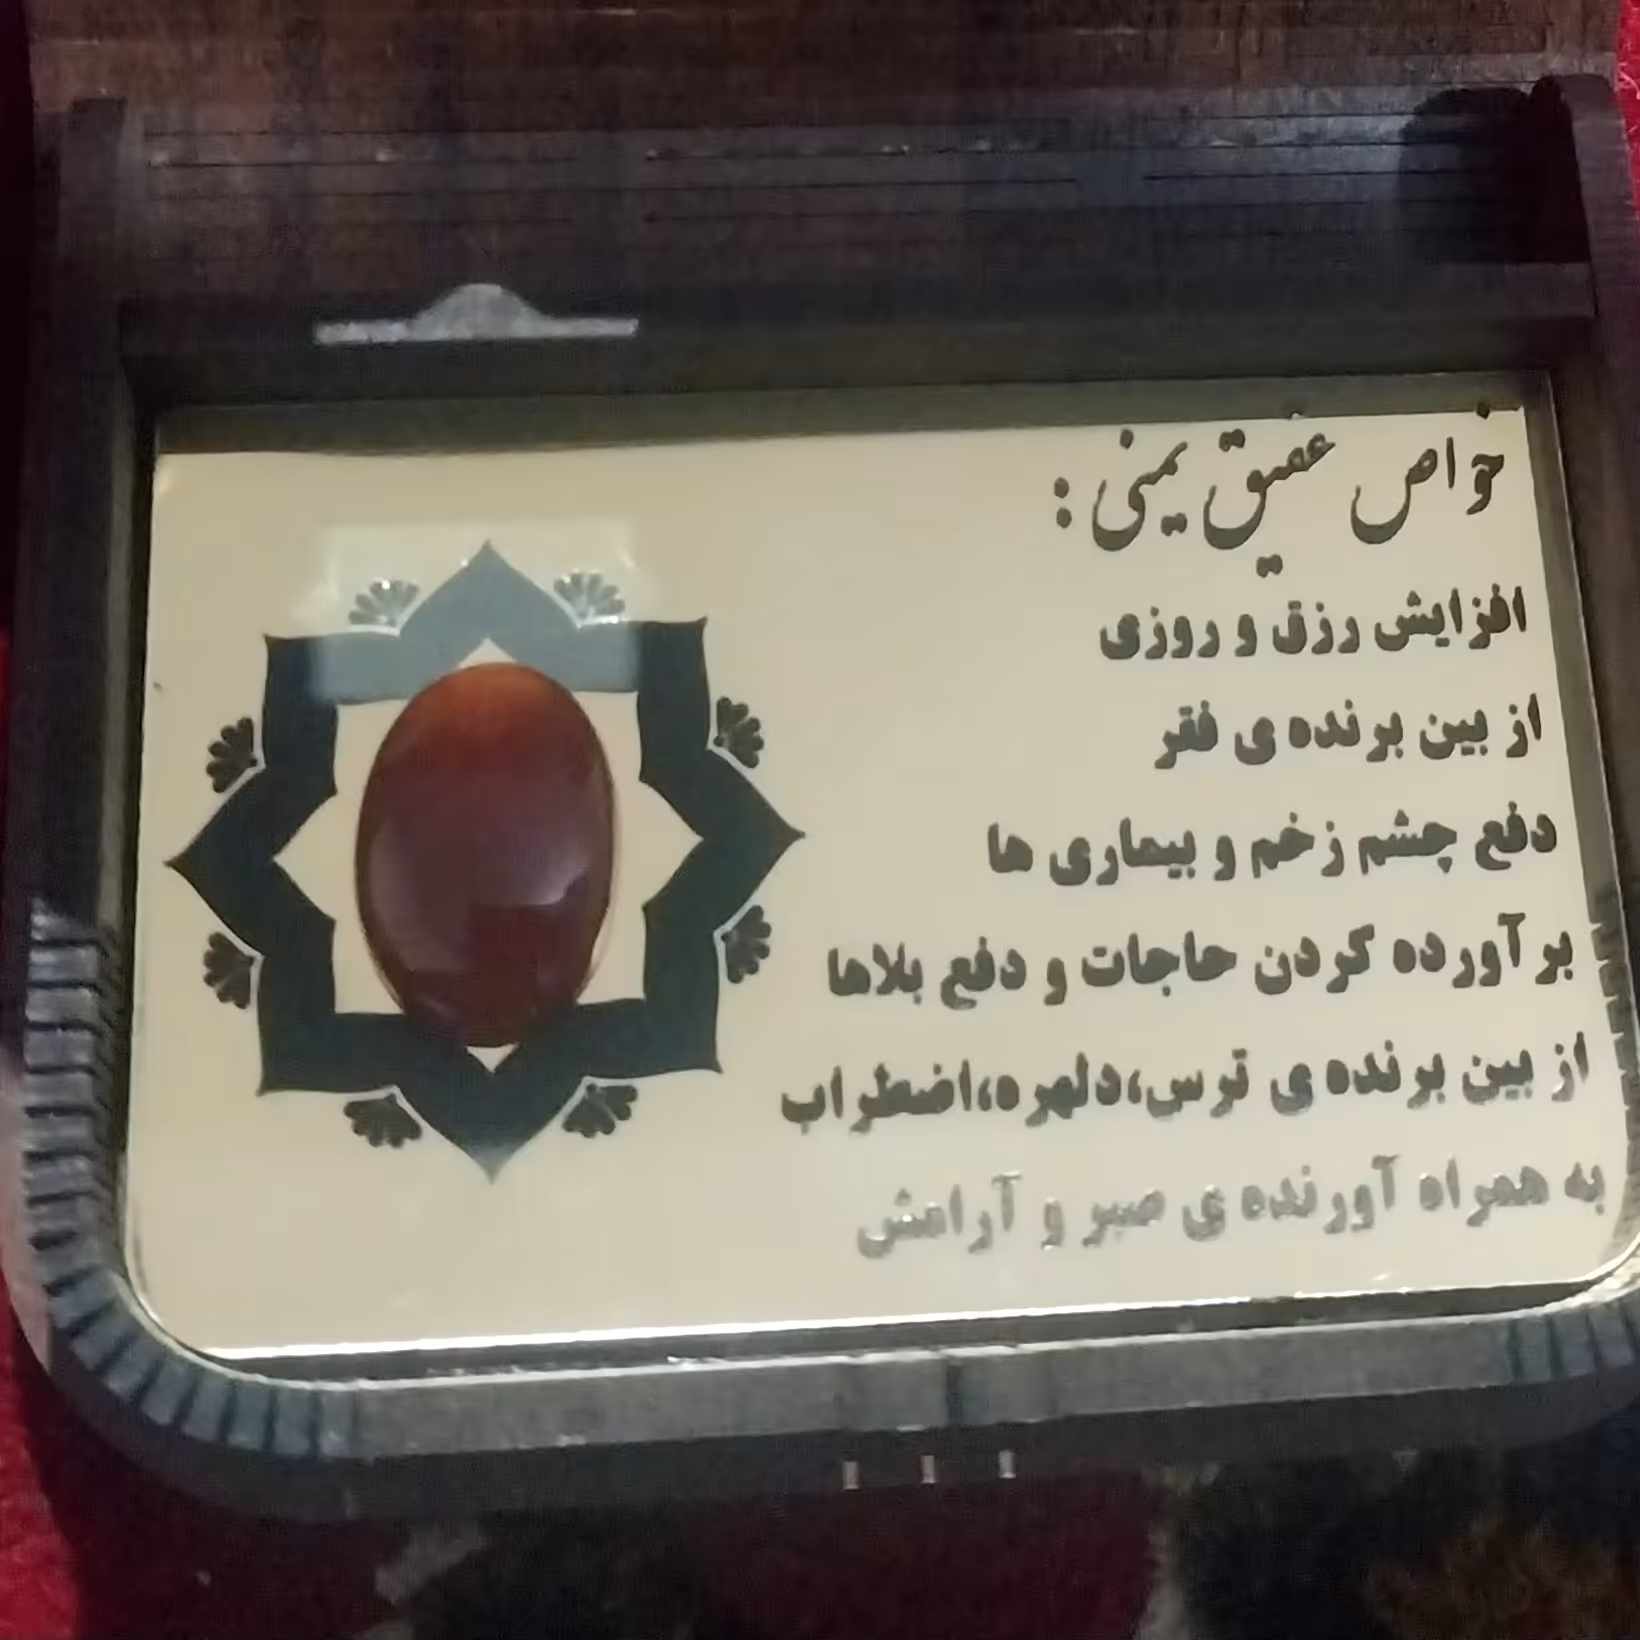 خواص عقیق یمنی :
افزایش رزق و روزی
از بین برنده ی فقر
دفع چشم زخم و بیماری ها
برآورده کردن حاجات و دفع بلاها
از بین برنده ی ترس،دلهره،اضطراب
به همراه آورنده ی صبر و آرامش